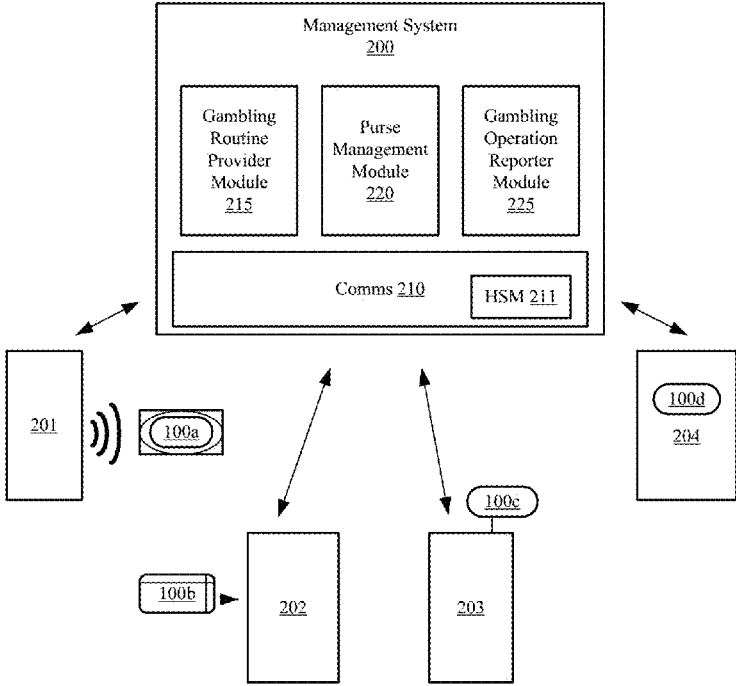 Management System
200
Gambling
Routine
Provider
Module
215
Purse
Management
Module
220
Gambling
Operation
Reporter
Module
225
Comms 210
HSM 211
201
100a
100d
204
100c
100b
202
203